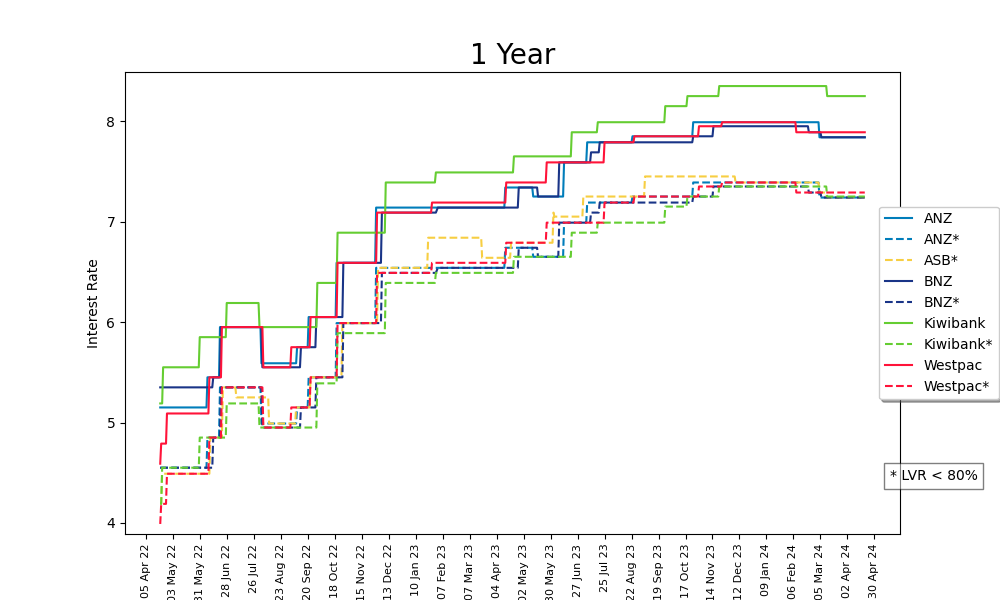 1 Year
Interest Rate
8
7
6
5
4
05 Apr 22
03 May 22
31 May 22
28 Jun 22
26 Jul 22
23 Aug 22
20 Sep 22
18 Oct 22
15 Nov 22
13 Dec 22
10 Jan 23
07 Feb 23
07 Mar 23
04 Apr 23
02 May 23
30 May 23
27 Jun 23
25 Jul 23
22 Aug 23
19 Sep 23
17 Oct 23
14 Nov 23
12 Dec 23
09 Jan 24
06 Feb 24
05 Mar 24
02 Apr 24
30 Apr 24
ANZ
ANZ*
ASB*
BNZ
BNZ*
Kiwibank
Kiwibank*
Westpac
Westpac*
* LVR < 80%